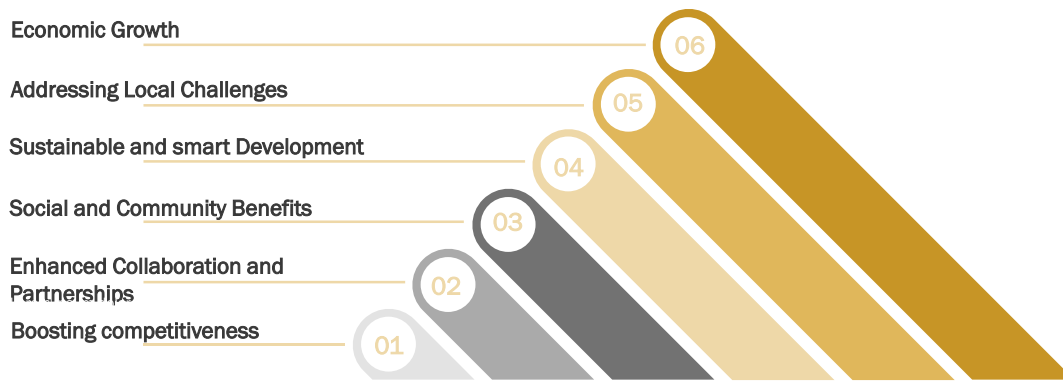 Economic Growth
06
Addressing Local Challenges
05
Sustainable and smart Development
04
Social and Community Benefits
03
Enhanced Collaboration and
Partnerships
02
Boosting competitiveness
01